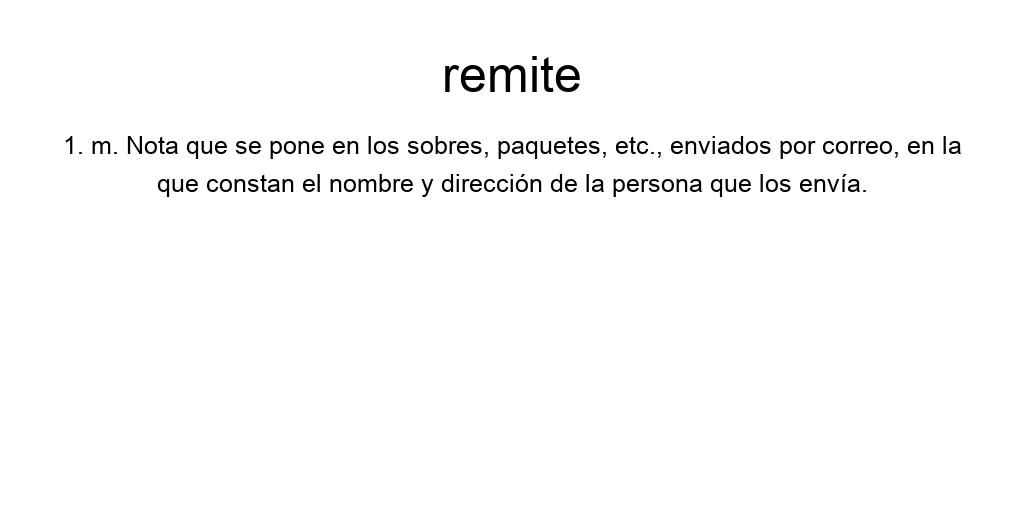 remite
1. m. Nota que se pone en los sobres, paquetes, etc., enviados por correo, en la
que constan el nombre y dirección de la persona que los envía.